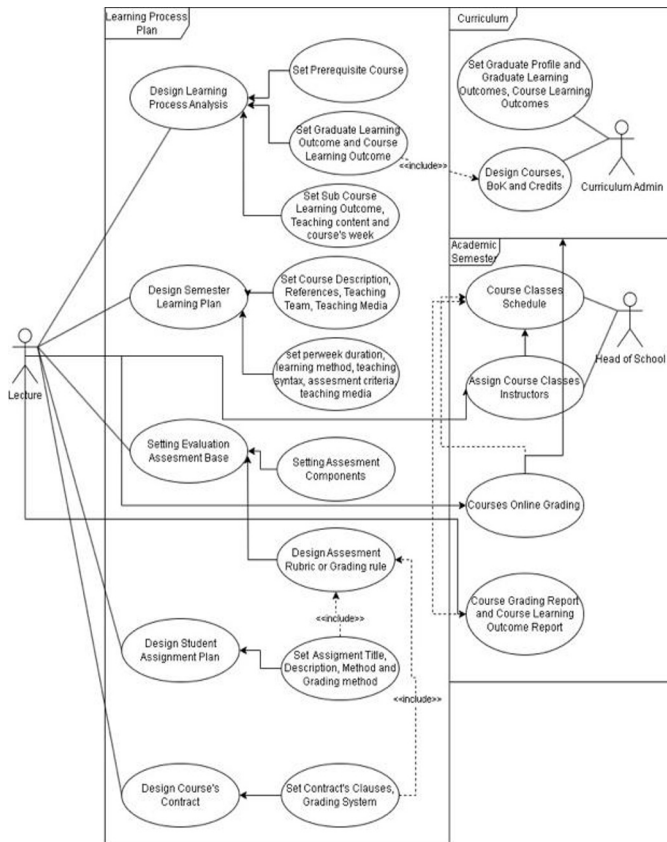 Learning Process
Plan
Curriculum
Set Prerequisite Course
Design Learning
Process Analysis
Set Graduate Learning
Outcome and Course
Learning Outcome
Set Sub Course
Learning Outcome,
Teaching content
and course's week
<<include>>
Set Graduate Profile and
Graduate Learning
Outcomes, Course Learning
Outcomes
Design Courses,
BoK and Credits
Curriculum Admin
Academic
Semester
Design Semester
Learning Plan
Set Course Description,
References, Teaching
Team, Teaching Media
Set perweek duration,
learning method, teaching
syntax, assesment criteria,
teaching media
Course Classes
Schedule
Head of School
Assign Course Classes
Instructors
Lecture
Setting Evaluation
Assesment Base
Setting Assesment
Components
Courses Online Grading
Design Assesment
Rubric or Grading rule
<<include>>
Course Grading Report
and Course Learning
Outcome Report
Design Student
Assignment Plan
Set Assigment Title,
Description, Method and
Grading method
<<include>>
Design Course's
Contract
Set Contract's Clauses,
Grading System